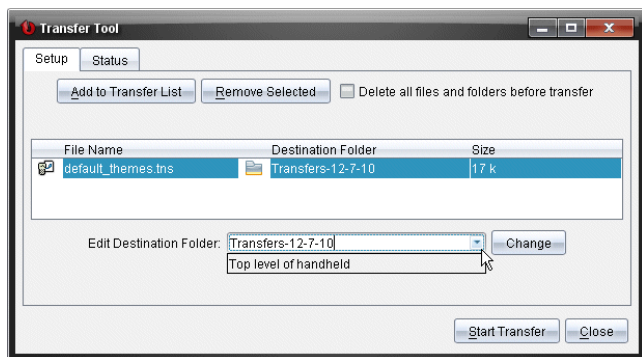 Transfer Tool
Setup Status
Add to Transfer List Remove Selected Delete all files and folders before transfer
File Name Destination Folder Size
default_themes.tns Transfers-12-7-10 17 k
Edit Destination Folder: Transfers-12-7-10 Change
Top level of handheld
Start Transfer Close